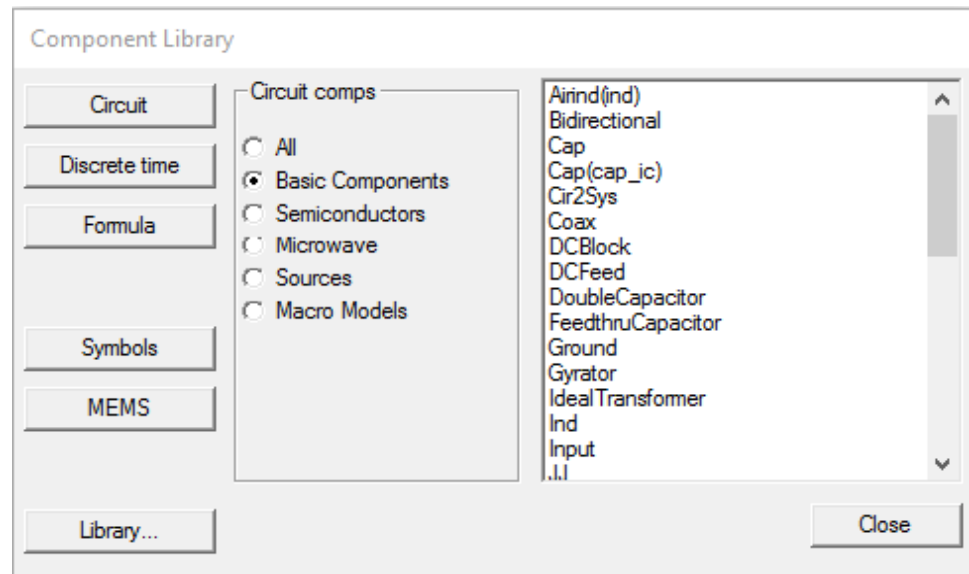 Component Library
Circuit
Discrete time
Formula
Symbols
MEMS
Library...
Circuit comps
All
Basic Components
Semiconductors
Microwave
Sources
Macro Models
Airind(ind)
Bidirectional
Cap
Cap(cap_ic)
Cir2Sys
Coax
DCBlock
DCFeed
DoubleCapacitor
FeedthruCapacitor
Ground
Gyrator
IdealTransformer
Ind
Input
Close